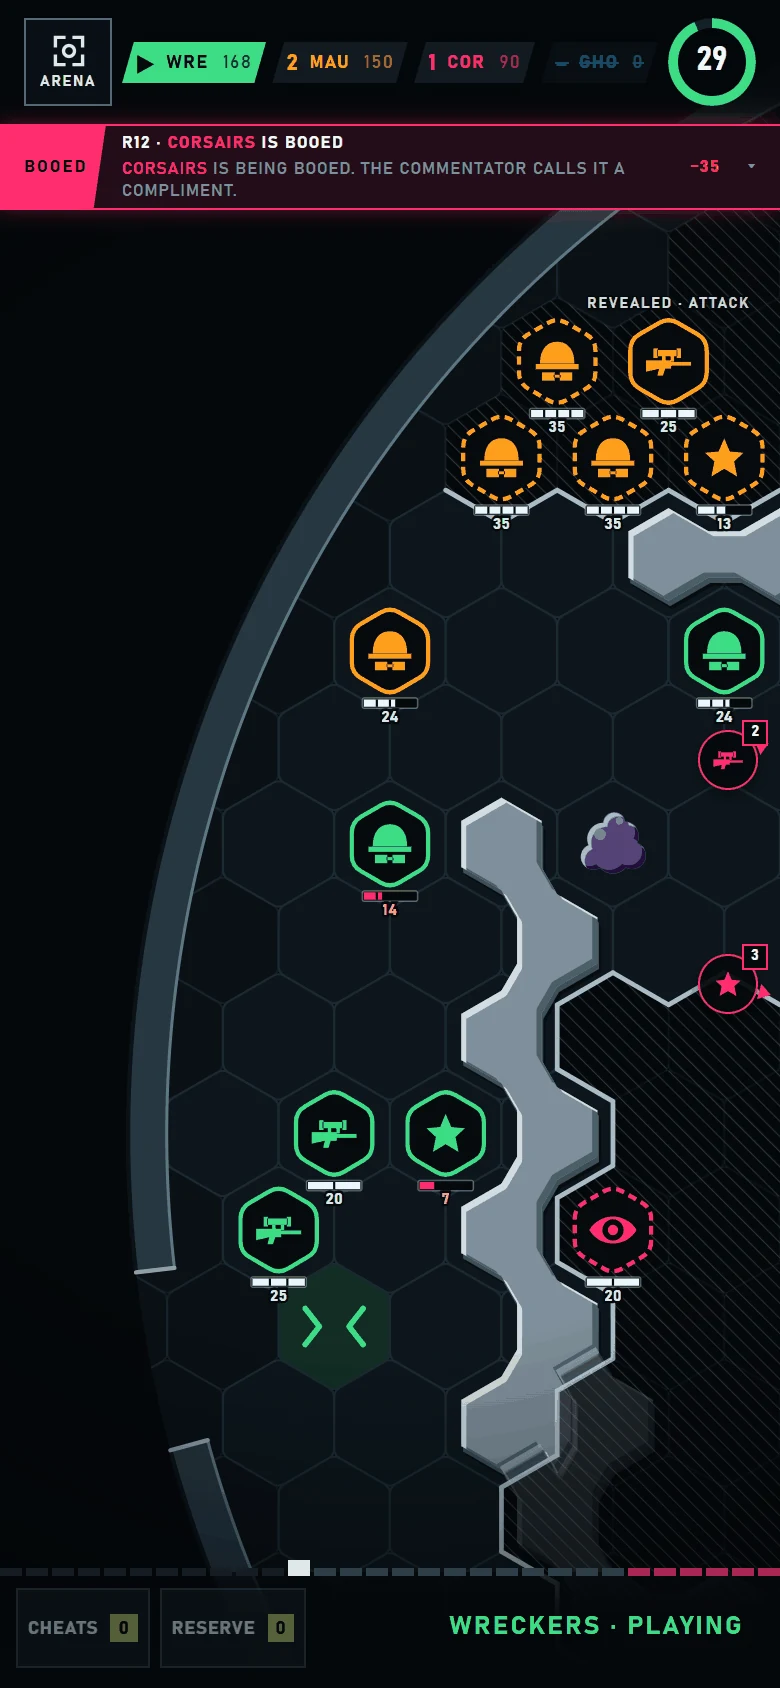 ARENA
WRE 168
2 MAU 150
1 COR 90
GHO 0
29
BOOED
R12 · CORSAIRS IS BOOED
CORSAIRS IS BEING BOOED. THE COMMENTATOR CALLS IT A
COMPLIMENT.
-35
REVEALED · ATTACK
35
25
35
35
13
24
24
2
14
3
20
7
25
20
CHEATS 0
RESERVE 0
WRECKERS · PLAYING